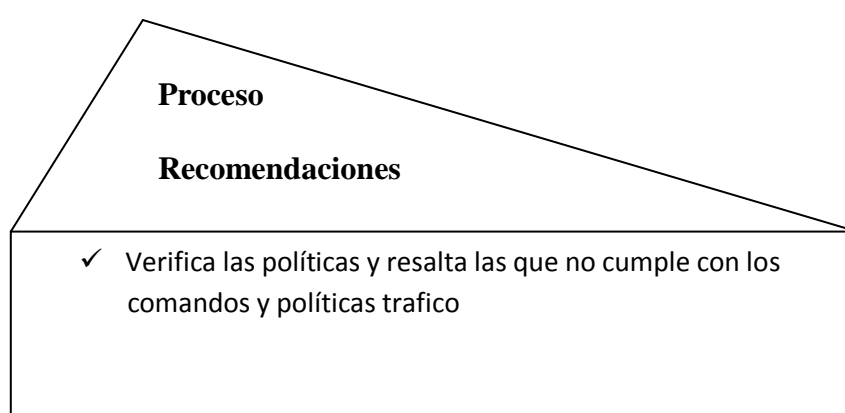 Proceso
Recomendaciones
✓ Verifica las políticas y resalta las que no cumple con los
comandos y políticas trafico